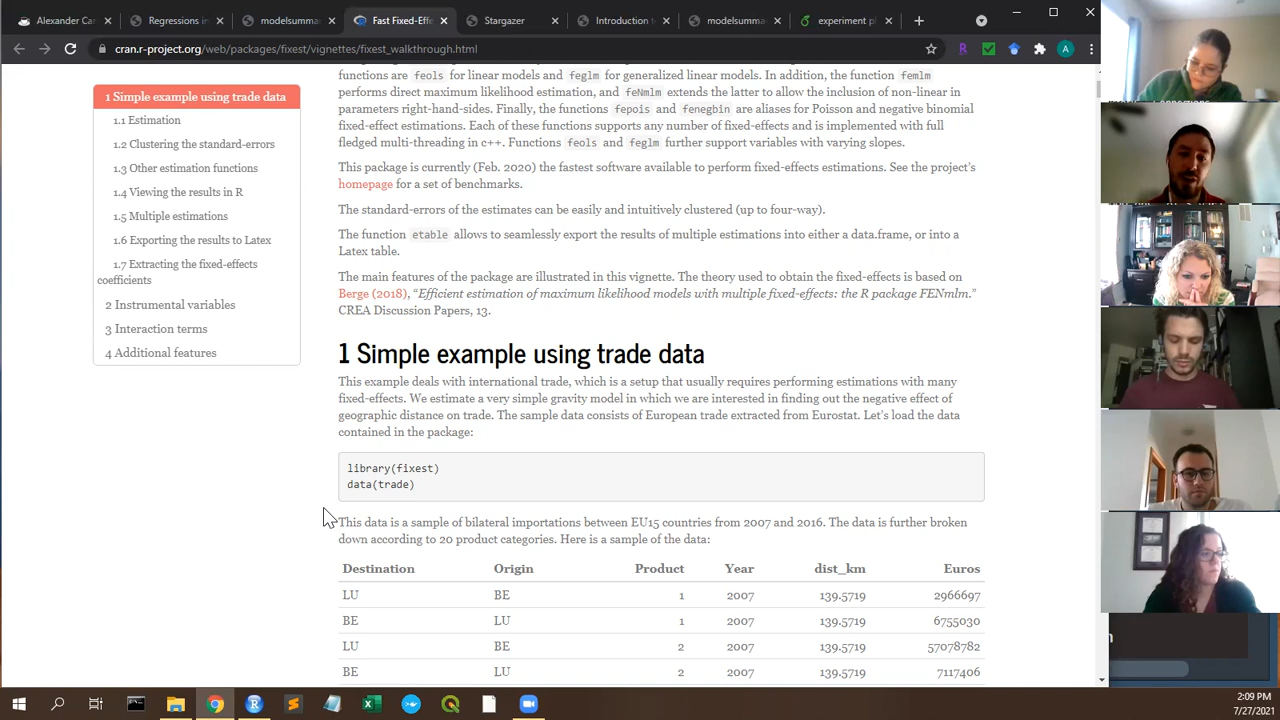 Alexander Car
Regressions in
modelsumma
Fast Fixed-Effe
Stargazer
Introduction t
modelsumma
experiment pl
cran.r-project.org/web/packages/fixest/vignettes/fixest_walkthrough.html
1 Simple example using trade data
1.1 Estimation
1.2 Clustering the standard-errors
1.3 Other estimation functions
1.4 Viewing the results in R
1.5 Multiple estimations
1.6 Exporting the results to Latex
1.7 Extracting the fixed-effects
coefficients
2 Instrumental variables
3 Interaction terms
4 Additional features
functions are feols for linear models and feglm for generalized linear models. In addition, the function femlm
performs direct maximum likelihood estimation, and feNmlm extends the latter to allow the inclusion of non-linear in
parameters right-hand-sides. Finally, the functions fepois and fenegbin are aliases for Poisson and negative binomial
fixed-effect estimations. Each of these functions supports any number of fixed-effects and is implemented with full
fledged multi-threading in c++. Functions feols and feglm further support variables with varying slopes.
This package is currently (Feb. 2020) the fastest software available to perform fixed-effects estimations. See the project's
homepage for a set of benchmarks.
The standard-errors of the estimates can be easily and intuitively clustered (up to four-way).
The function etable allows to seamlessly export the results of multiple estimations into either a data.frame, or into a
Latex table.
The main features of the package are illustrated in this vignette. The theory used to obtain the fixed-effects is based on
Berge (2018), “Efficient estimation of maximum likelihood models with multiple fixed-effects: the R package FENmlm.”
CREA Discussion Papers, 13.
1 Simple example using trade data
This example deals with international trade, which is a setup that usually requires performing estimations with many
fixed-effects. We estimate a very simple gravity model in which we are interested in finding out the negative effect of
geographic distance on trade. The sample data consists of European trade extracted from Eurostat. Let's load the data
contained in the package:
library(fixest)
data(trade)
This data is a sample of bilateral importations between EU15 countries from 2007 and 2016. The data is further broken
down according to 20 product categories. Here is a sample of the data:
Destination Origin Product Year dist_km Euros
LU BE 1 2007 139.5719 2966697
BE LU 1 2007 139.5719 6755030
LU BE 2 2007 139.5719 57078782
BE LU 2 2007 139.5719 7117406
2:09 PM
7/27/2021